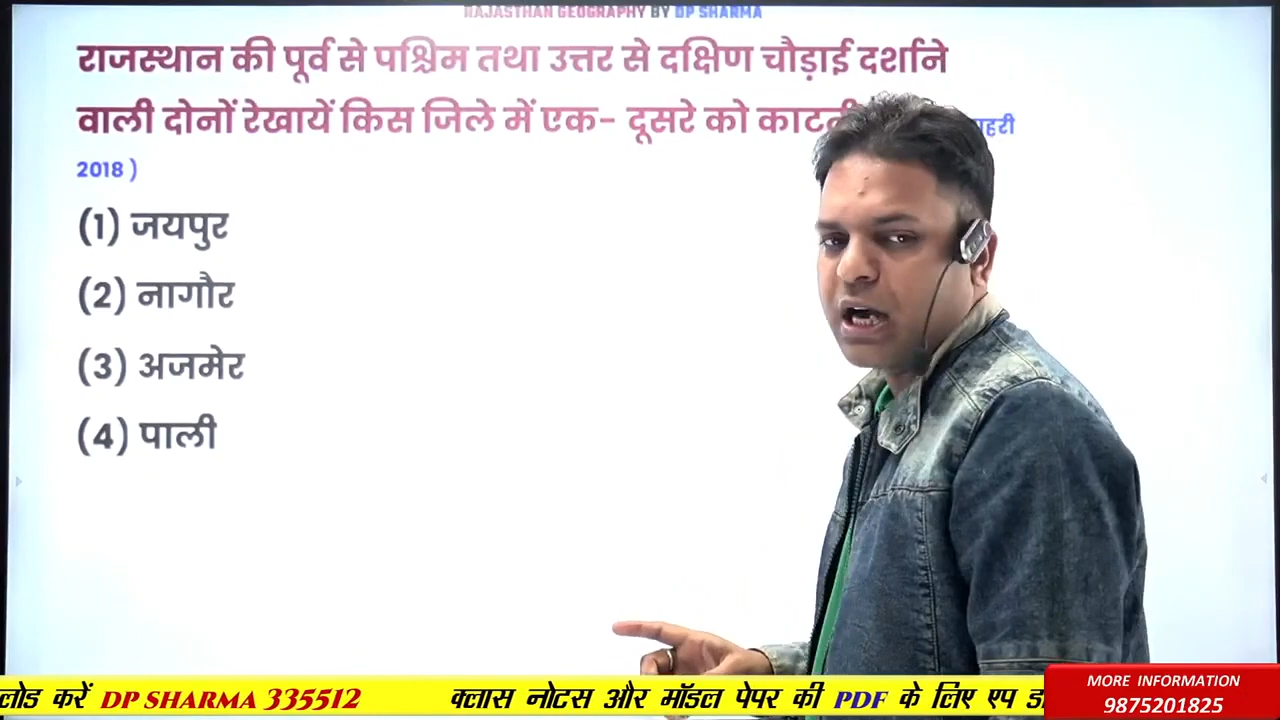 RAJASTHAN GEOGRAPHY BY DP SHARMA
राजस्थान की पूर्व से पश्चिम तथा उत्तर से दक्षिण चौड़ाई दर्शाने
वाली दोनों रेखायें किस जिले में एक- दूसरे को
2018 )
(1) जयपुर
(2) नागौर
(3) अजमेर
(4) पाली
लोड करें DP SHARMA 335512 क्लास नोटस और मॉडल पेपर की PDF के लिए एप
MORE INFORMATION
9875201825